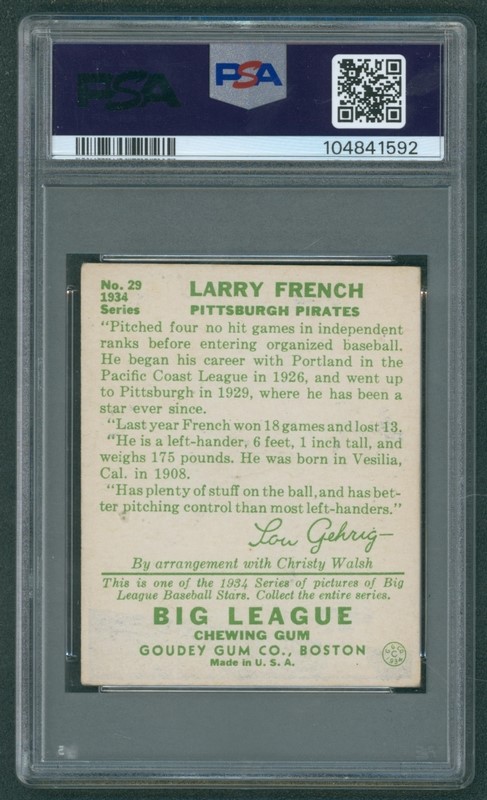 PSA
PSA
104841592
No. 29
1934
Series
LARRY FRENCH
PITTSBURGH PIRATES
"Pitched four no hit games in independent
ranks before entering organized baseball.
He began his career with Portland in the
Pacific Coast League in 1926, and went up
to Pittsburgh in 1929, where he has been a
star ever since.
"Last year French won 18 games and lost 13.
"He is a left-hander, 6 feet, 1 inch tall, and
weighs 175 pounds. He was born in Vesilia,
Cal. in 1908.
"Has plenty of stuff on the ball, and has bet-
ter pitching control than most left-handers."
Lou Gehrig
By arrangement with Christy Walsh
This is one of the 1934 Series of pictures of Big
League Baseball Stars. Collect the entire series.
BIG LEAGUE
CHEWING GUM
GOUDEY GUM CO., BOSTON
Made in U. S. A.